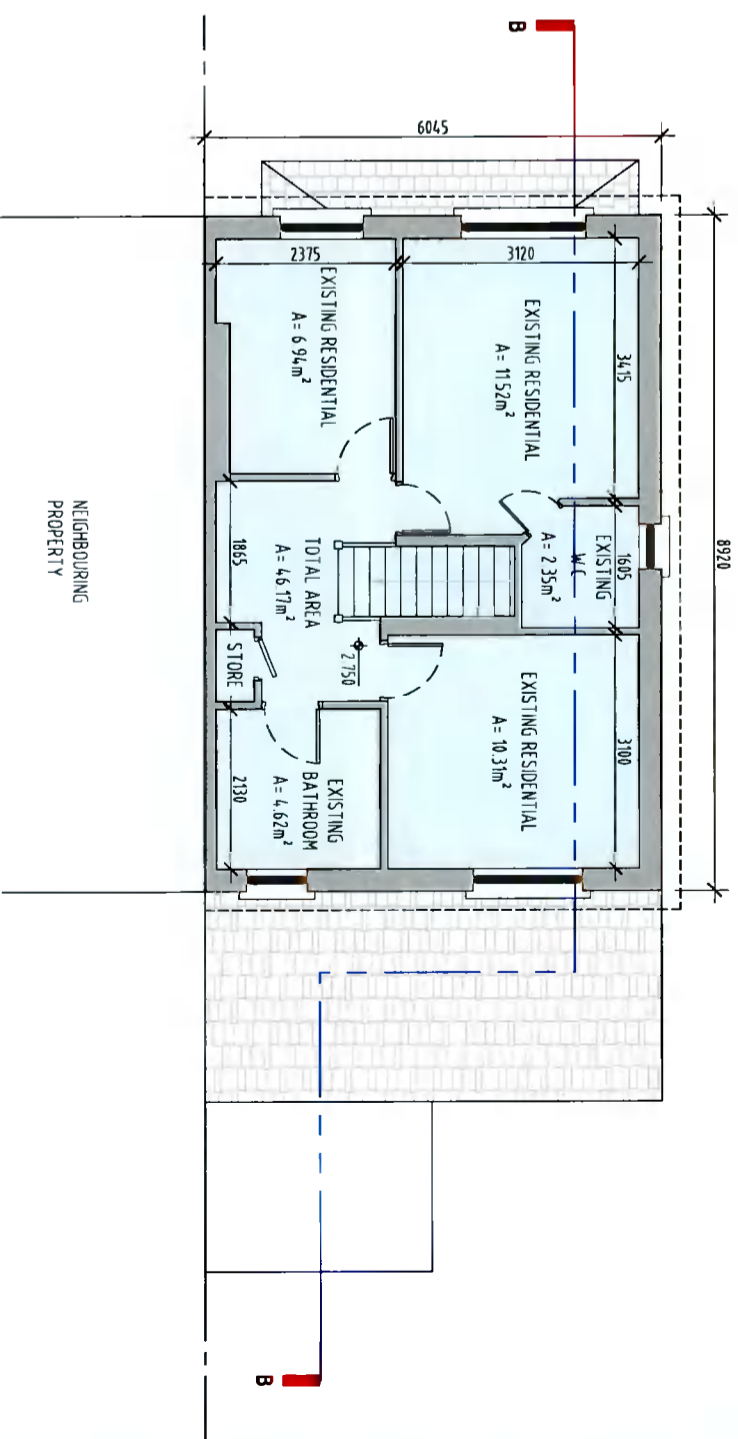 B
6045
8920
2375
3120
3415
EXISTING RESIDENTIAL
A= 11.52m²
EXISTING RESIDENTIAL
A= 6.94m²
1605
EXISTING
WC
A= 2.35m²
1865
TOTAL AREA
A= 46.17m²
2.750
STORE
3100
EXISTING RESIDENTIAL
A= 10.31m²
2130
EXISTING
BATHROOM
A= 4.62m²
NEIGHBOURING
PROPERTY
B